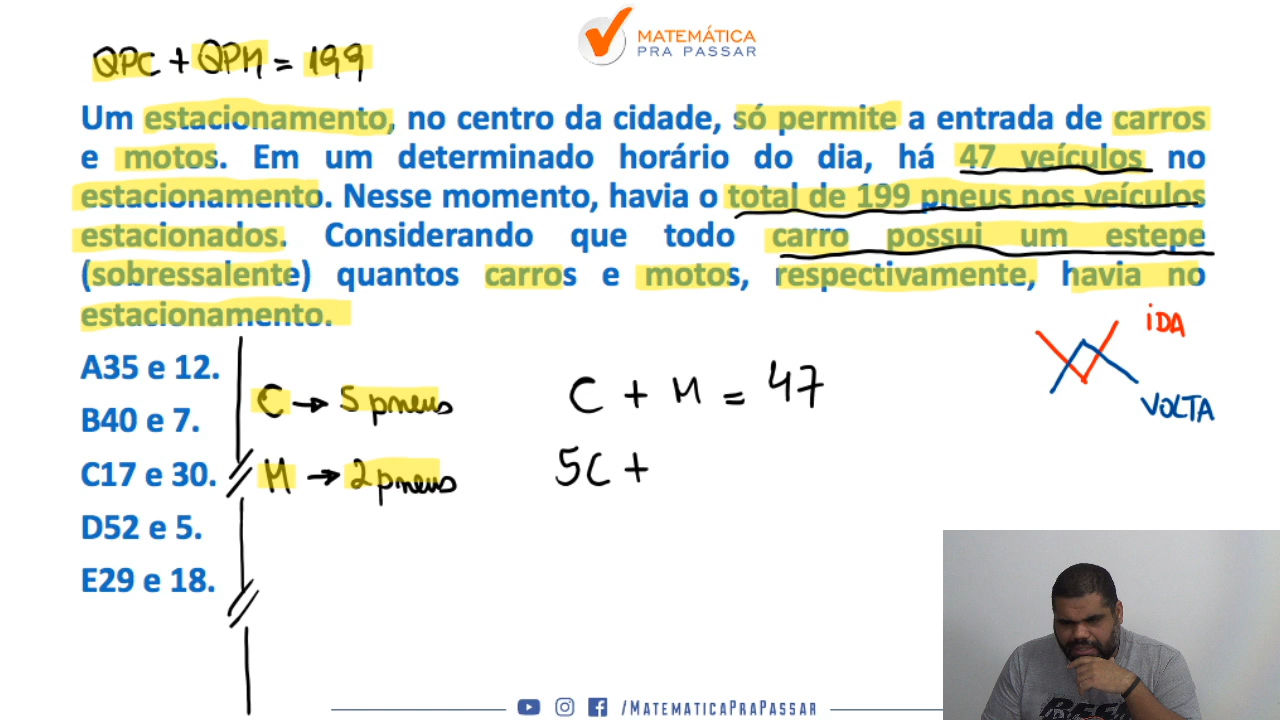 MATEMÁTICA
PRA PASSAR
QPC + QPM = 199
Um estacionamento, no centro da cidade, só permite a entrada de carros
e motos. Em um determinado horário do dia, há 47 veículos no
estacionamento. Nesse momento, havia o total de 199 pneus nos veículos
estacionados. Considerando que todo carro possui um estepe
(sobressalente) quantos carros e motos, respectivamente, havia no
estacionamento.
A35 e 12.
B40 e 7.
C17 e 30.
D52 e 5.
E29 e 18.
C → 5 pneus
M → 2 pneus
C + M = 47
5C +
IDA
VOLTA
/MATEMATICAPRAPASSAR